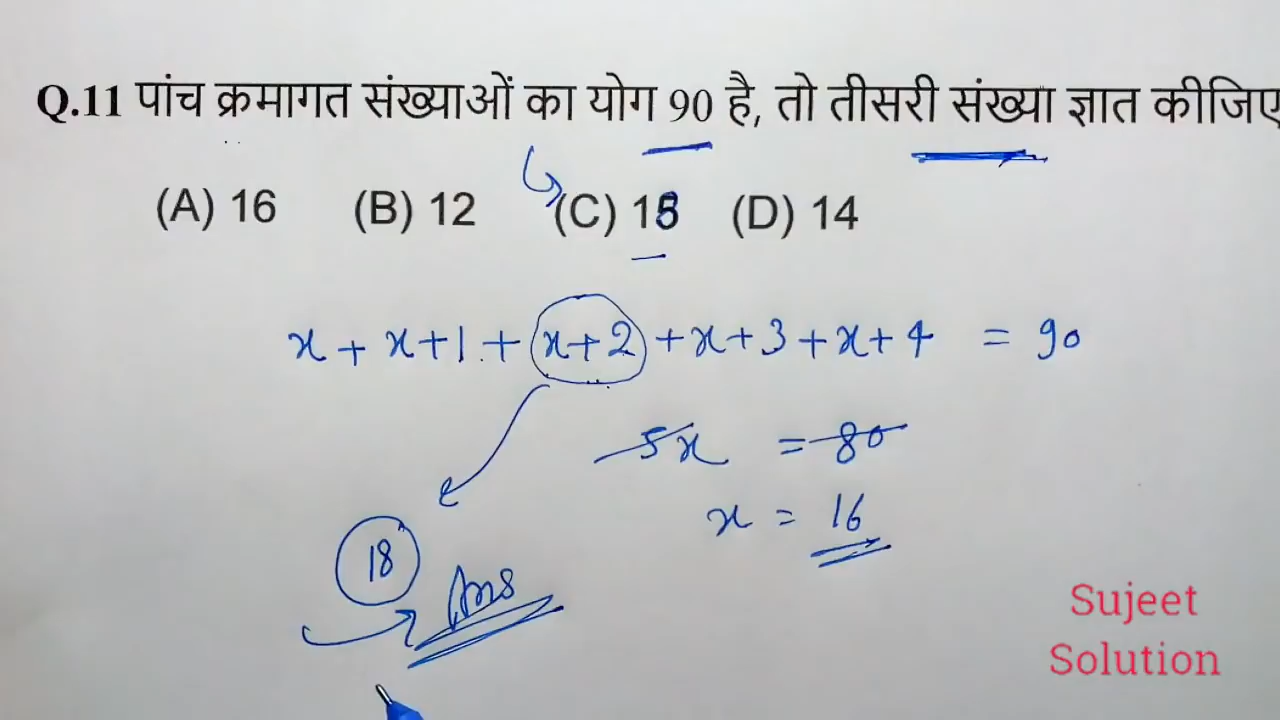 Q.11 पांच क्रमागत संख्याओं का योग 90 है, तो तीसरी संख्या ज्ञात कीजिए
(A) 16 (B) 12 (C) 18 (D) 14
x + x+1 + x+2 + x+3 + x+4 = 90
5x = 80
x = 16
18
Ans
Sujeet
Solution